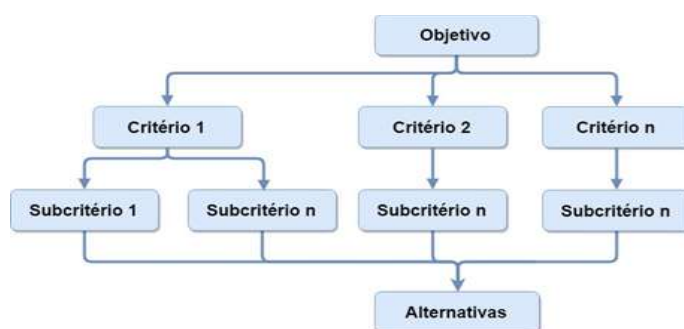 Objetivo
Critério 1
Critério 2
Critério n
Subcritério 1
Subcritério n
Subcritério n
Subcritério n
Alternativas